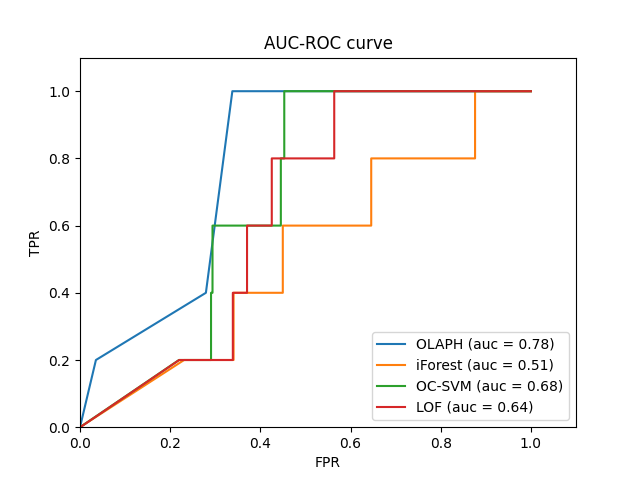 AUC-ROC curve
TPR
1.0
0.8
0.6
0.4
0.2
0.0
0.0 0.2 0.4 0.6 0.8 1.0
FPR
OLAPH (auc = 0.78)
iForest (auc = 0.51)
OC-SVM (auc = 0.68)
LOF (auc = 0.64)